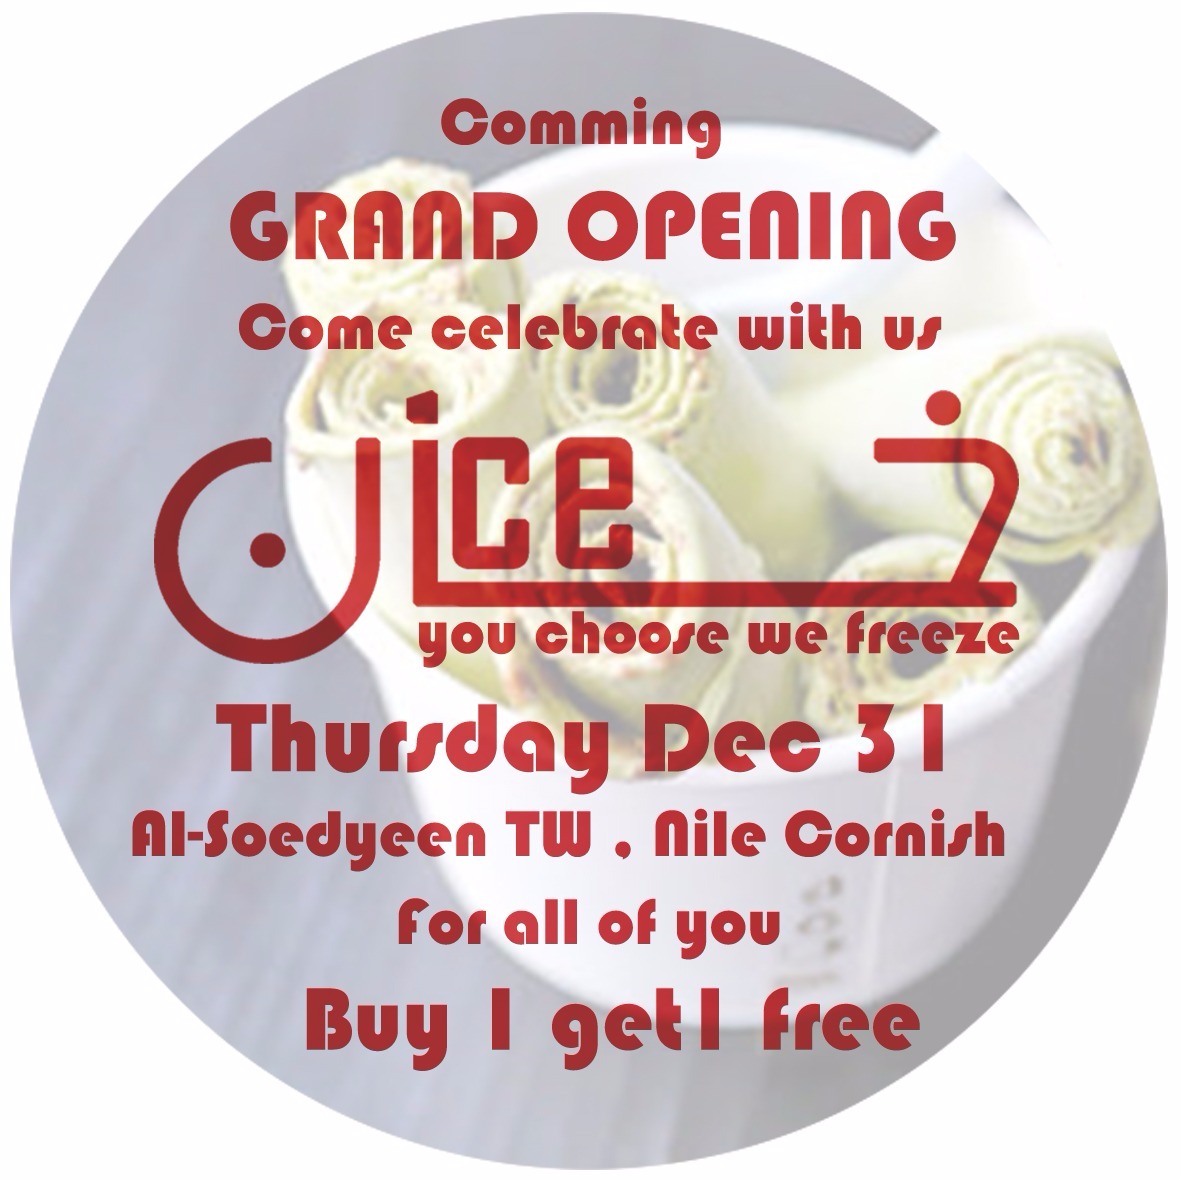 Comming
GRAND OPENING
Come celebrate with us
خـــان ice
you choose we freeze
Thursday Dec 31
Al-Soedyeen TW , Nile Cornish
For all of you
Buy 1 get1 free